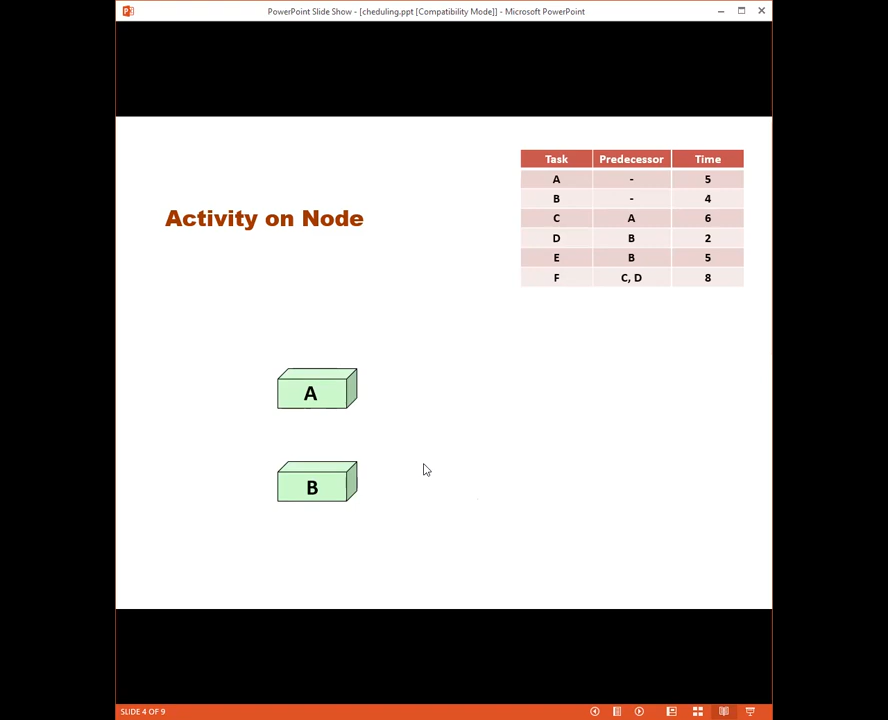 PowerPoint Slide Show - [cheduling.ppt [Compatibility Mode]] - Microsoft PowerPoint
Task Predecessor Time
A - 5
B - 4
C A 6
D B 2
E B 5
F C, D 8
Activity on Node
A
B
SLIDE 4 OF 9